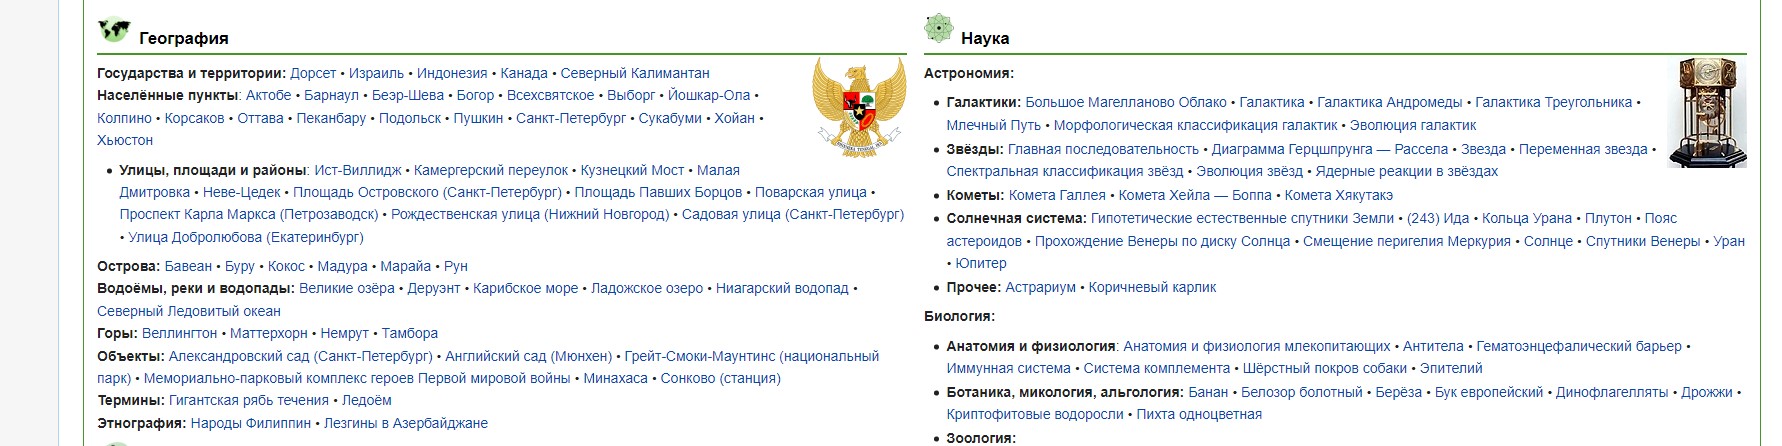 География
Государства и территории: Дорсет • Израиль • Индонезия • Канада • Северный Калимантан
Населённые пункты: Актобе • Барнаул • Беэр-Шева • Богор • Всехсвятское • Выборг • Йошкар-Ола •
Колпино • Корсаков • Оттава • Пеканбару • Подольск • Пушкин • Санкт-Петербург • Сукабуми • Хойан •
Хьюстон
• Улицы, площади и районы: Ист-Виллидж • Камергерский переулок • Кузнецкий Мост • Малая
Дмитровка • Неве-Цедек • Площадь Островского (Санкт-Петербург) • Площадь Павших Борцов • Поварская улица •
Проспект Карла Маркса (Петрозаводск) • Рождественская улица (Нижний Новгород) • Садовая улица (Санкт-Петербург)
• Улица Добролюбова (Екатеринбург)
Острова: Бавеан • Буру • Кокос • Мадура • Марайа • Рун
Водоёмы, реки и водопады: Великие озёра • Деруэнт • Карибское море • Ладожское озеро • Ниагарский водопад •
Северный Ледовитый океан
Горы: Веллингтон • Маттерхорн • Немрут • Тамбора
Объекты: Александровский сад (Санкт-Петербург) • Английский сад (Мюнхен) • Грейт-Смоки-Маунтинс (национальный
парк) • Мемориально-парковый комплекс героев Первой мировой войны • Минахаса • Сонково (станция)
Термины: Гигантская рябь течения • Ледоём
Этнография: Народы Филиппин • Лезгины в Азербайджане
Наука
Астрономия:
• Галактики: Большое Магелланово Облако • Галактика • Галактика Андромеды • Галактика Треугольника •
Млечный Путь • Морфологическая классификация галактик • Эволюция галактик
• Звёзды: Главная последовательность • Диаграмма Герцшпрунга — Рассела • Звезда • Переменная звезда •
Спектральная классификация звёзд • Эволюция звёзд • Ядерные реакции в звёздах
• Кометы: Комета Галлея • Комета Хейла — Боппа • Комета Хякутакэ
• Солнечная система: Гипотетические естественные спутники Земли • (243) Ида • Кольца Урана • Плутон • Пояс
астероидов • Прохождение Венеры по диску Солнца • Смещение перигелия Меркурия • Солнце • Спутники Венеры • Уран
• Юпитер
• Прочее: Астрариум • Коричневый карлик
Биология:
• Анатомия и физиология: Анатомия и физиология млекопитающих • Антитела • Гематоэнцефалический барьер •
Иммунная система • Система комплемента • Шёрстный покров собаки • Эпителий
• Ботаника, микология, альгология: Банан • Белозор болотный • Берёза • Бук европейский • Динофлагелляты • Дрожжи •
Криптофитовые водоросли • Пихта одноцветная
• Зоология: